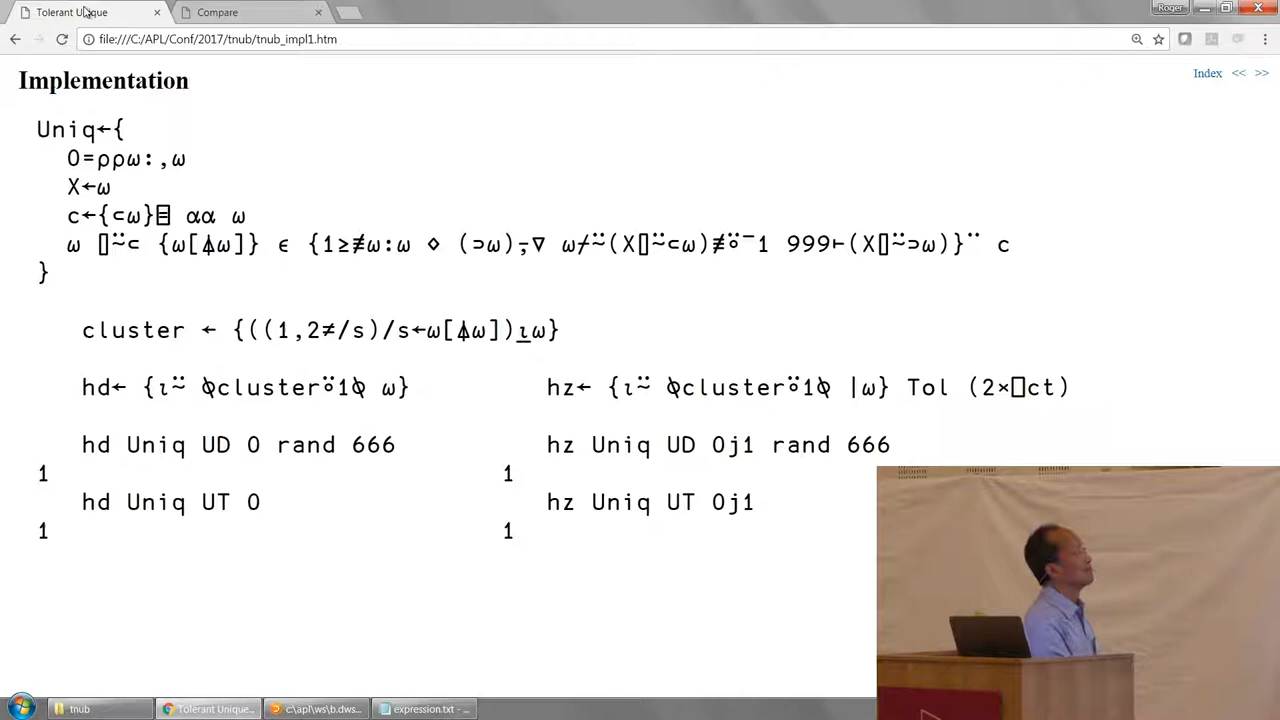 Tolerant Unique
Compare
Roger
file:///C:/APL/Conf/2017/tnub/tnub_impl1.htm
Implementation
Index << >>
Uniq←{
0=⍴⍴⍵:,⍵
X←⍵
c←{⊂⍵}⌸ ⍺⍺ ⍵
⍵ ⌷⍨⊂ {⍵[⍋⍵]} ∊ {1≥≢⍵:⍵ ⋄ (⊃⍵),∇ ⍵⌿⍨(X⌷⍨⊂⍵)≢⍤¯1 99⊢(X⌷⍨⊃⍵)}¨ c
}
cluster ← {((1,2≠/s)/s←⍵[⍋⍵])⍸⍵}
hd← {⍳⍨ ⍉cluster⍤1⍉ ⍵}
hz← {⍳⍨ ⍉cluster⍤1⍉ |⍵} Tol (2×⎕ct)
hd Uniq UD 0 rand 666
hz Uniq UD 0j1 rand 666
1
1
hd Uniq UT 0
hz Uniq UT 0j1
1
1
tnub
Tolerant Unique...
c:\apl\ws\b.dws...
expression.txt - ...